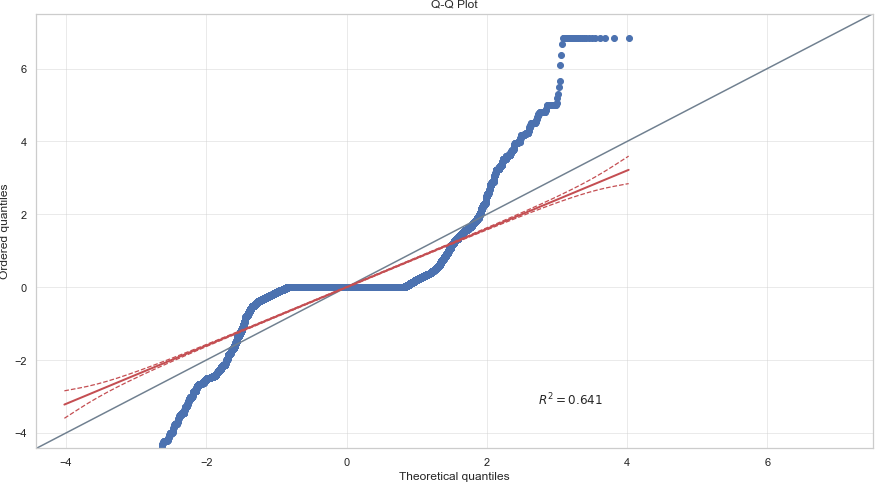 Q-Q Plot
6
4
2
0
−2
−4
Ordered quantiles
R² = 0.641
−4 −2 0 2 4 6
Theoretical quantiles